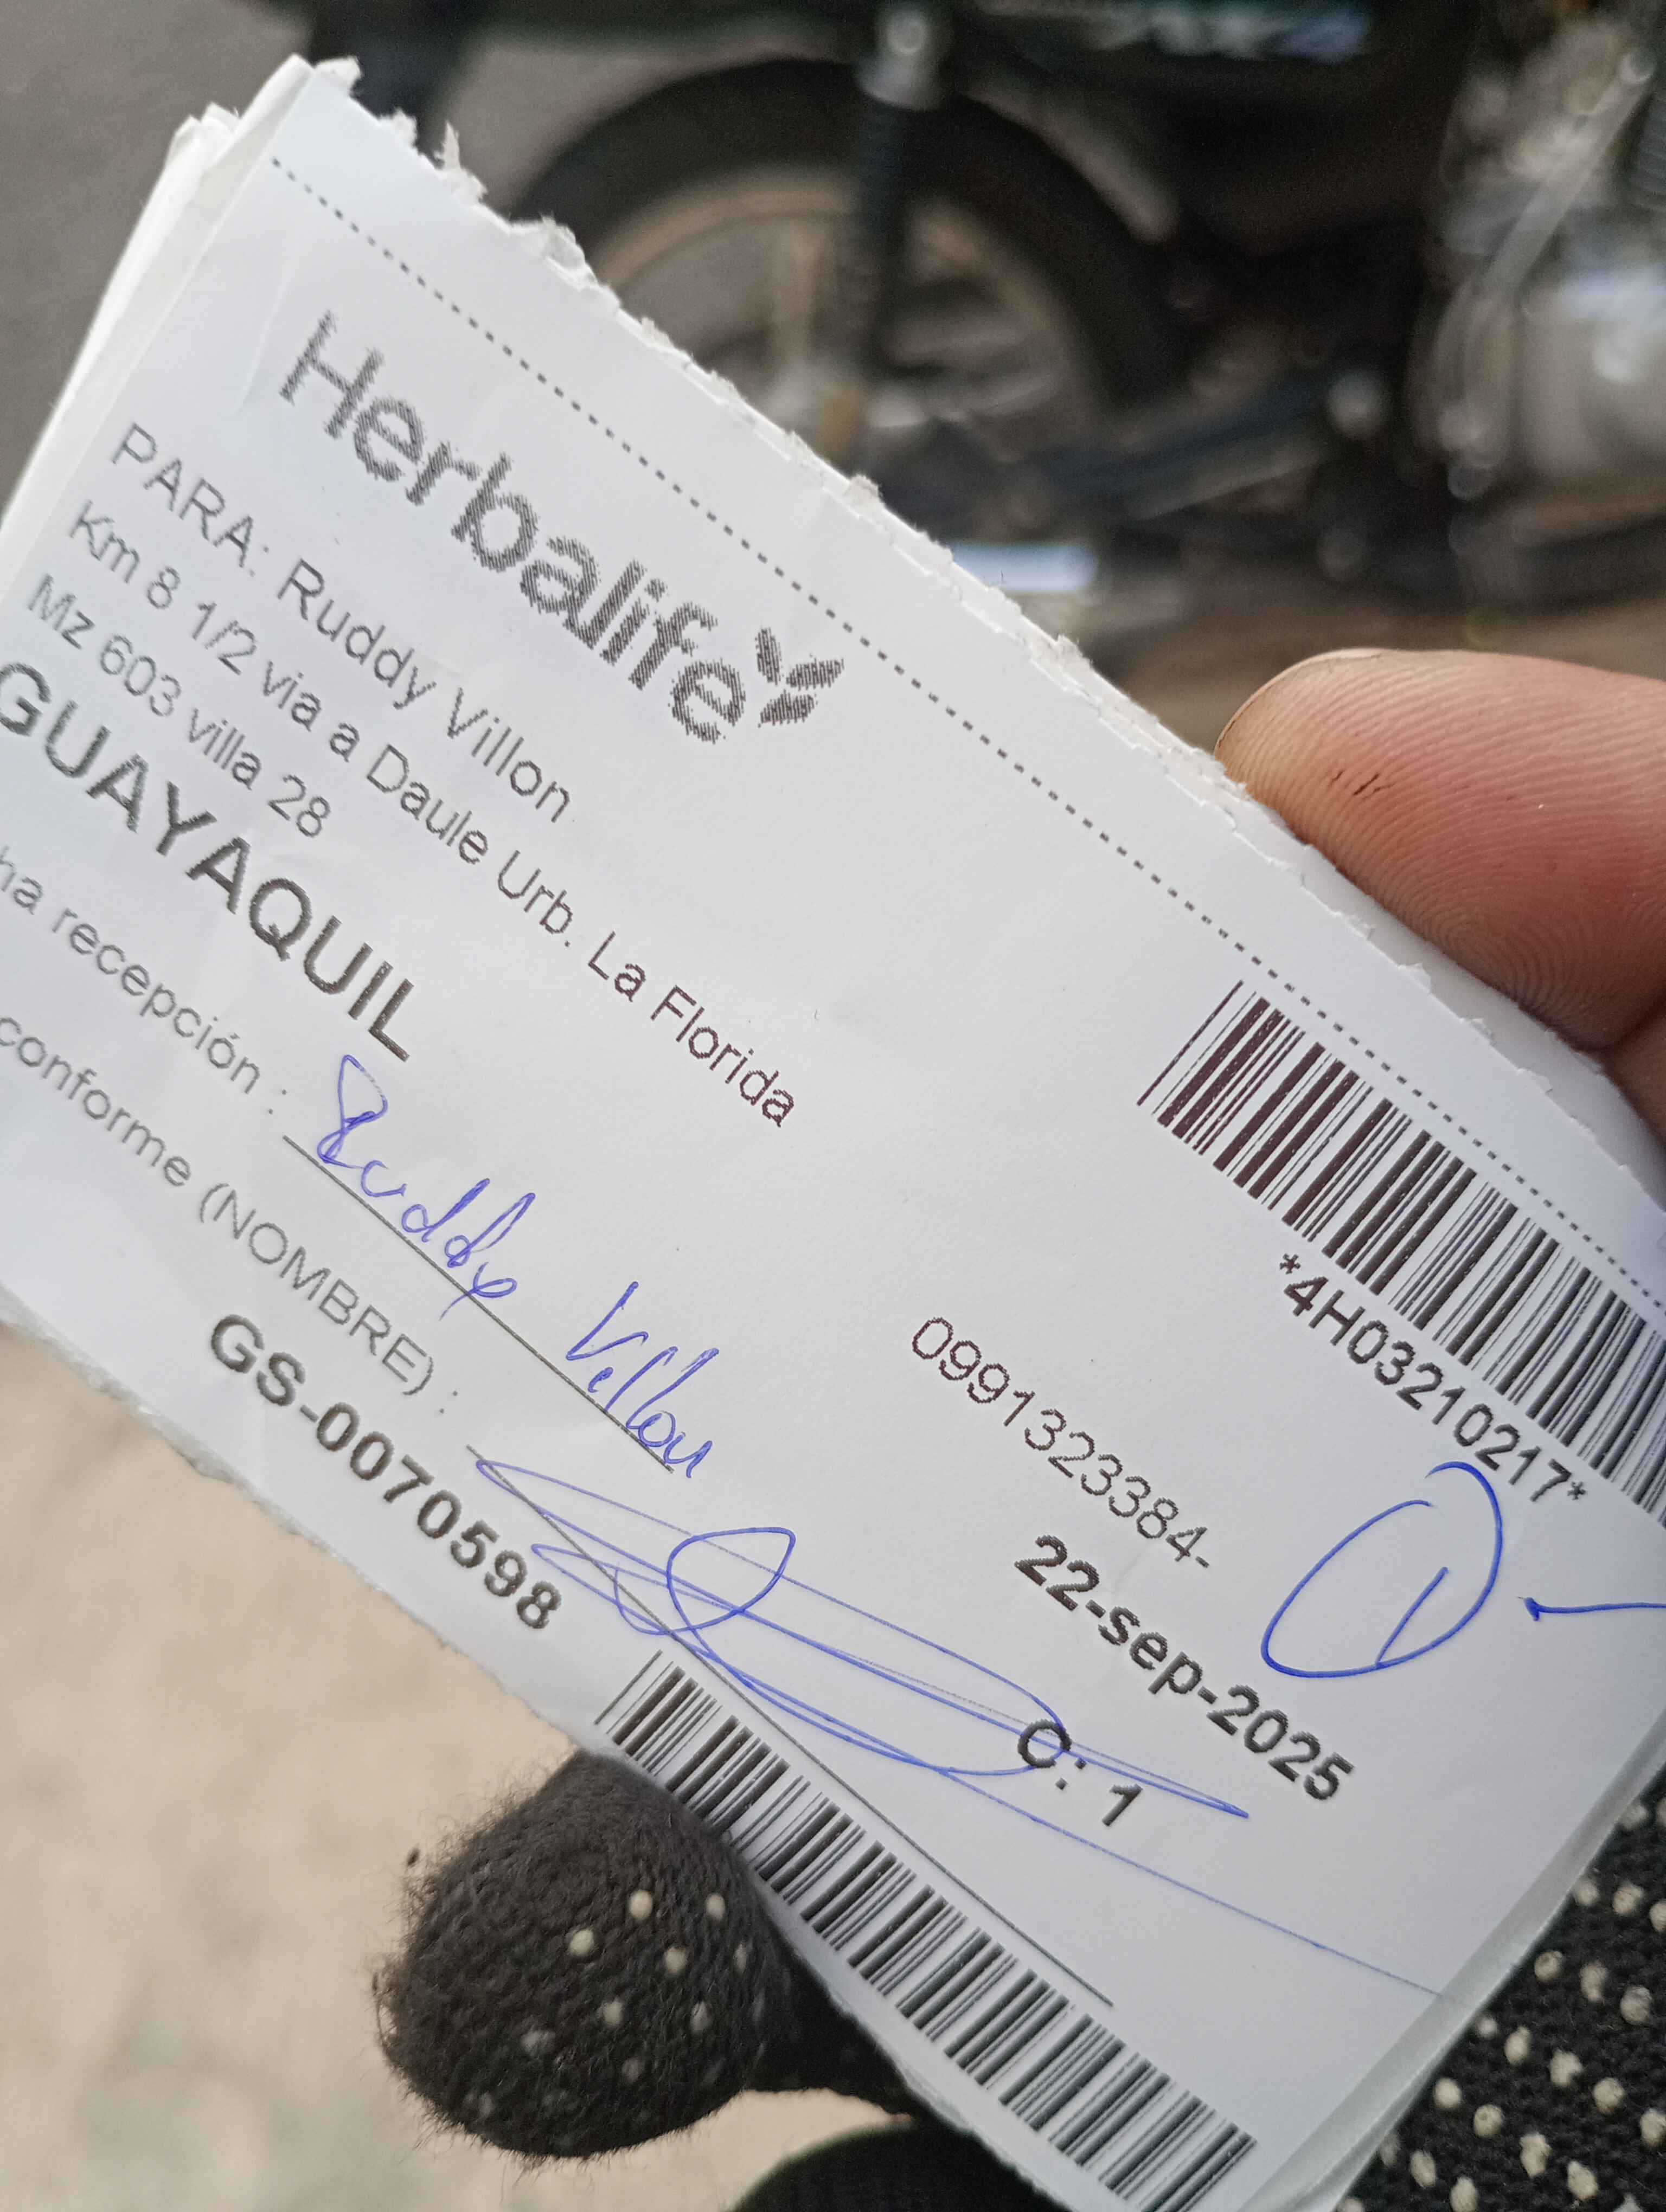 Herbalife
*4H03210217*
PARA: Ruddy Villon
Km 8 1/2 via a Daule Urb. La Florida
Mz 603 villa 28
0991323384-
GUAYAQUIL
22-sep-2025
ha recepción : Ruddy Villon
C: 1
conforme (NOMBRE) :
GS-0070598